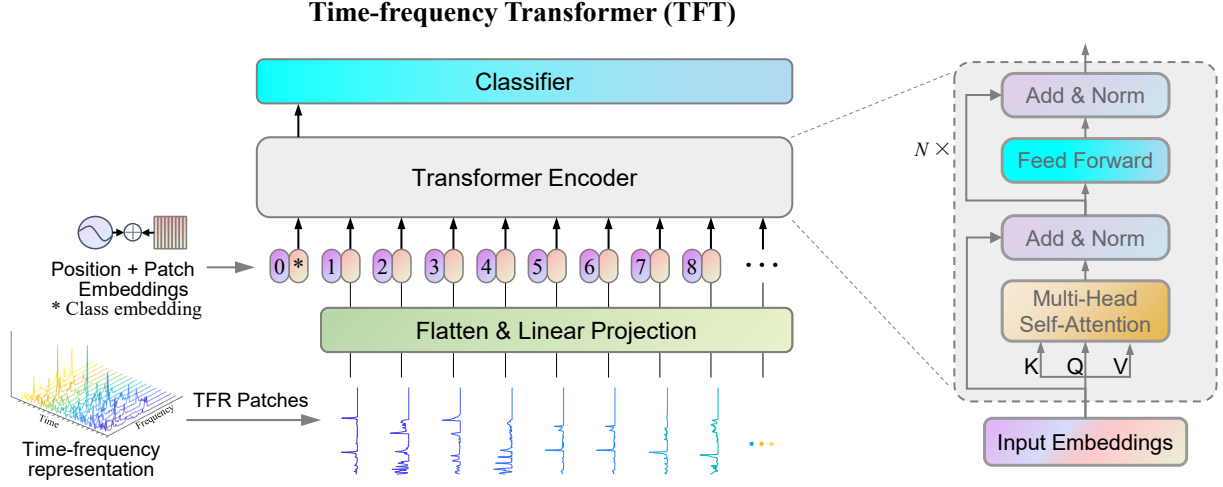 Time-frequency Transformer (TFT)
Classifier
Transformer Encoder
0 * 1 2 3 4 5 6 7 8 ···
Position + Patch
Embeddings
* Class embedding
Flatten & Linear Projection
TFR Patches
Time
Frequency
Time-frequency
representation
N ×
Add & Norm
Feed Forward
Add & Norm
Multi-Head
Self-Attention
K Q V
Input Embeddings